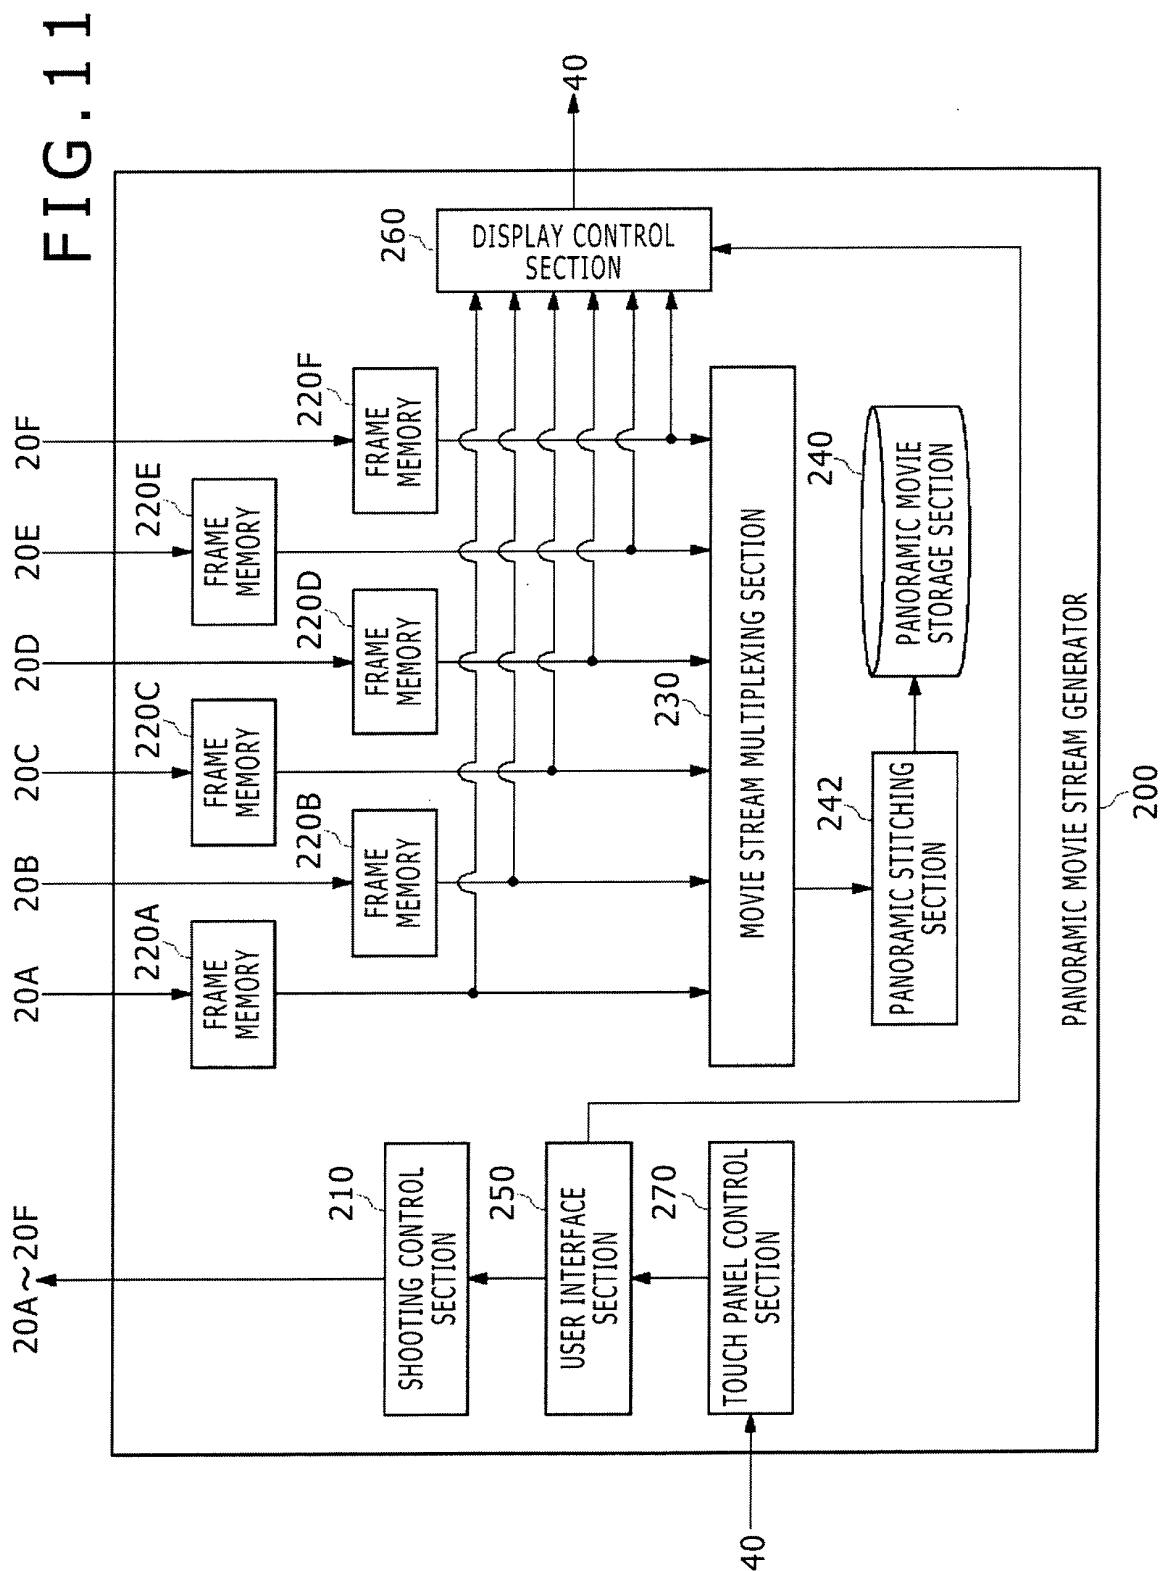 FIG.11
20A~20F
20A
20B
20C
20D
20E
20F
220A
FRAME
MEMORY
220C
FRAME
MEMORY
220E
FRAME
MEMORY
220B
FRAME
MEMORY
220D
FRAME
MEMORY
220F
FRAME
MEMORY
260
DISPLAY CONTROL
SECTION
40
210
SHOOTING CONTROL
SECTION
250
USER INTERFACE
SECTION
270
TOUCH PANEL CONTROL
SECTION
40
230
MOVIE STREAM MULTIPLEXING SECTION
242
PANORAMIC STITCHING
SECTION
240
PANORAMIC MOVIE
STORAGE SECTION
PANORAMIC MOVIE STREAM GENERATOR
200